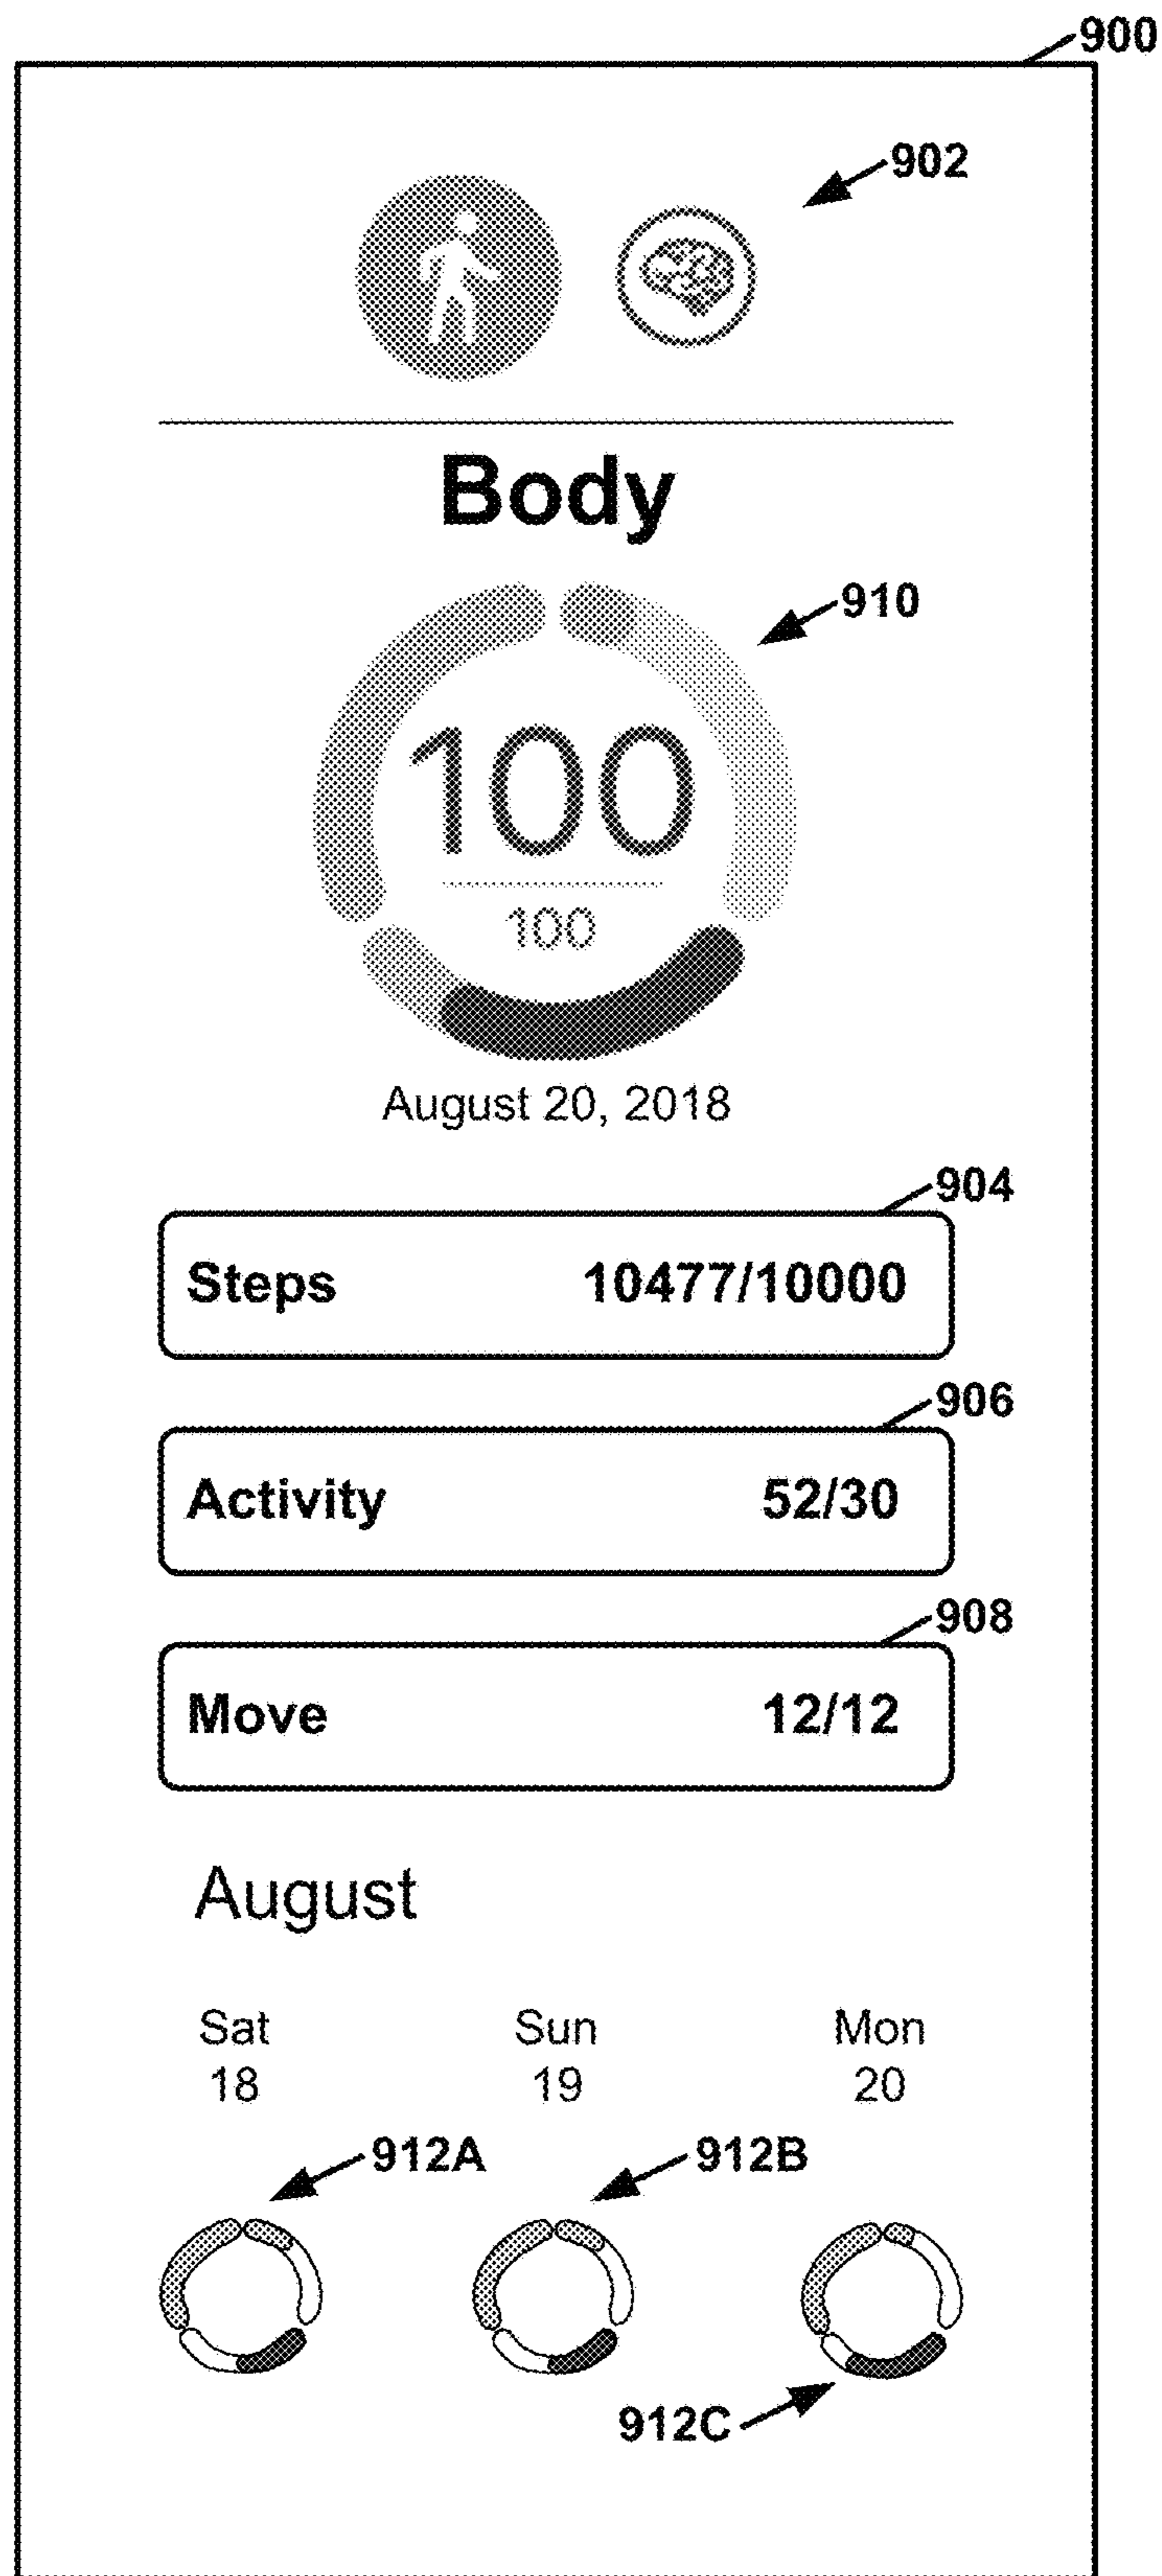 900
902
Body
910
100
100
August 20, 2018
904
Steps 10477/10000
906
Activity 52/30
908
Move 12/12
August
Sat Sun Mon
18 19 20
912A 912B
912C